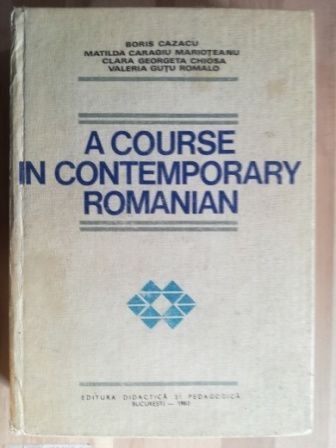 BORIS CAZACU
MATILDA CARAGIU MARIOȚEANU
CLARA GEORGETA CHIOSA
VALERIA GUȚU ROMALO
A COURSE
IN CONTEMPORARY
ROMANIAN
EDITURA DIDACTICĂ ȘI PEDAGOGICĂ
BUCUREȘTI —